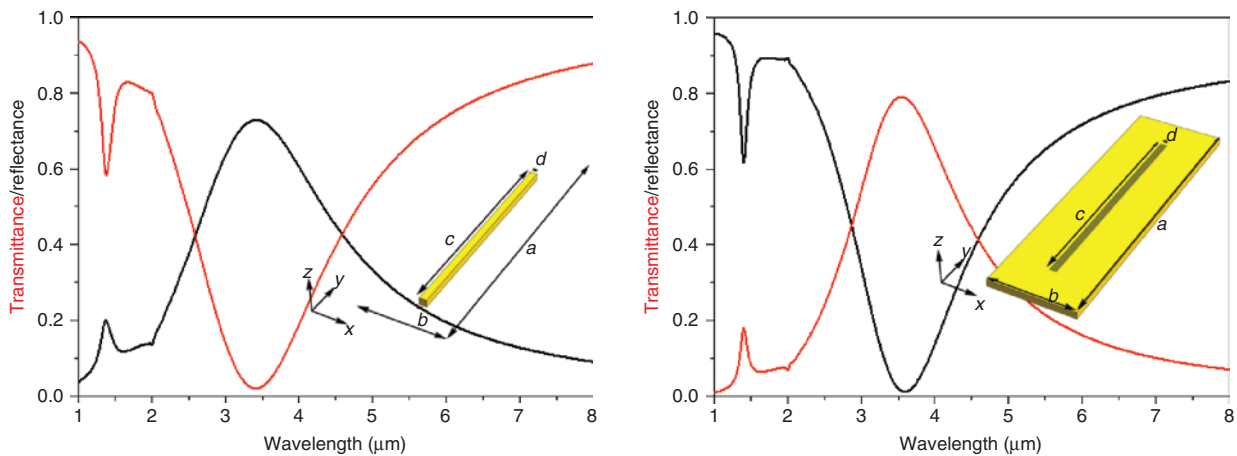 1.0
0.8
0.6
0.4
0.2
0.0
Transmittance/reflectance
1 2 3 4 5 6 7 8
Wavelength (μm)
d
c
a
b
z
y
x
1.0
0.8
0.6
0.4
0.2
0.0
Transmittance/reflectance
1 2 3 4 5 6 7 8
Wavelength (μm)
d
c
a
b
z
y
x